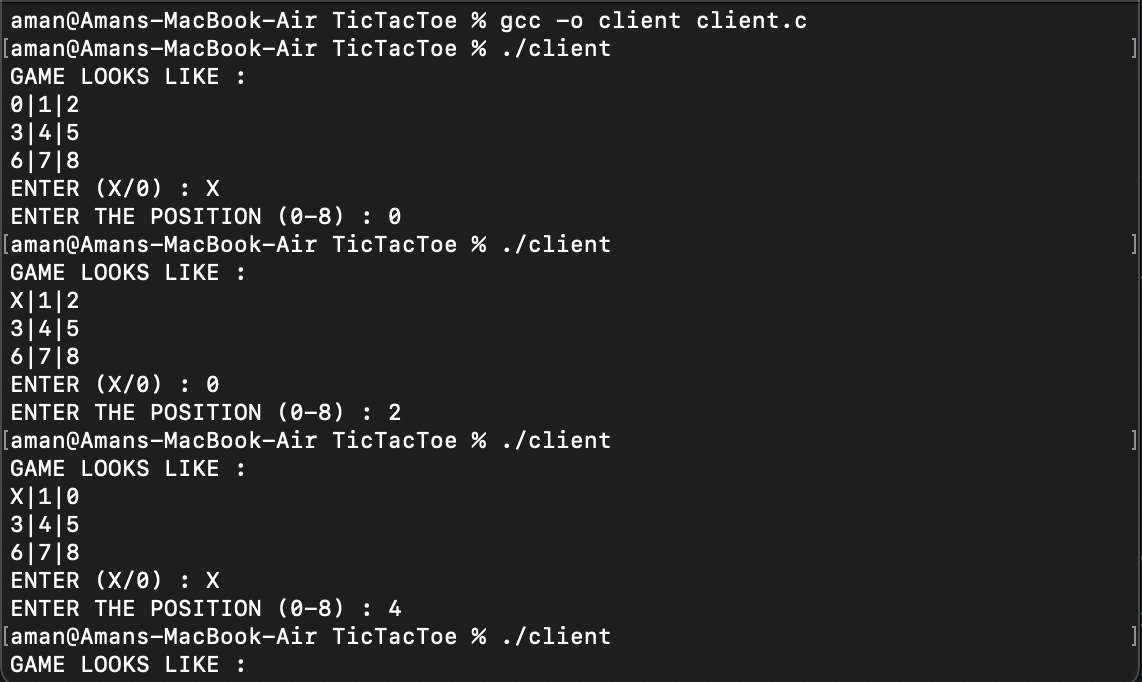 aman@Amans-MacBook-Air TicTacToe % gcc -o client client.c
[aman@Amans-MacBook-Air TicTacToe % ./client ]
GAME LOOKS LIKE :
0|1|2
3|4|5
6|7|8
ENTER (X/0) : X
ENTER THE POSITION (0-8) : 0
[aman@Amans-MacBook-Air TicTacToe % ./client ]
GAME LOOKS LIKE :
X|1|2
3|4|5
6|7|8
ENTER (X/0) : 0
ENTER THE POSITION (0-8) : 2
[aman@Amans-MacBook-Air TicTacToe % ./client ]
GAME LOOKS LIKE :
X|1|0
3|4|5
6|7|8
ENTER (X/0) : X
ENTER THE POSITION (0-8) : 4
[aman@Amans-MacBook-Air TicTacToe % ./client ]
GAME LOOKS LIKE :